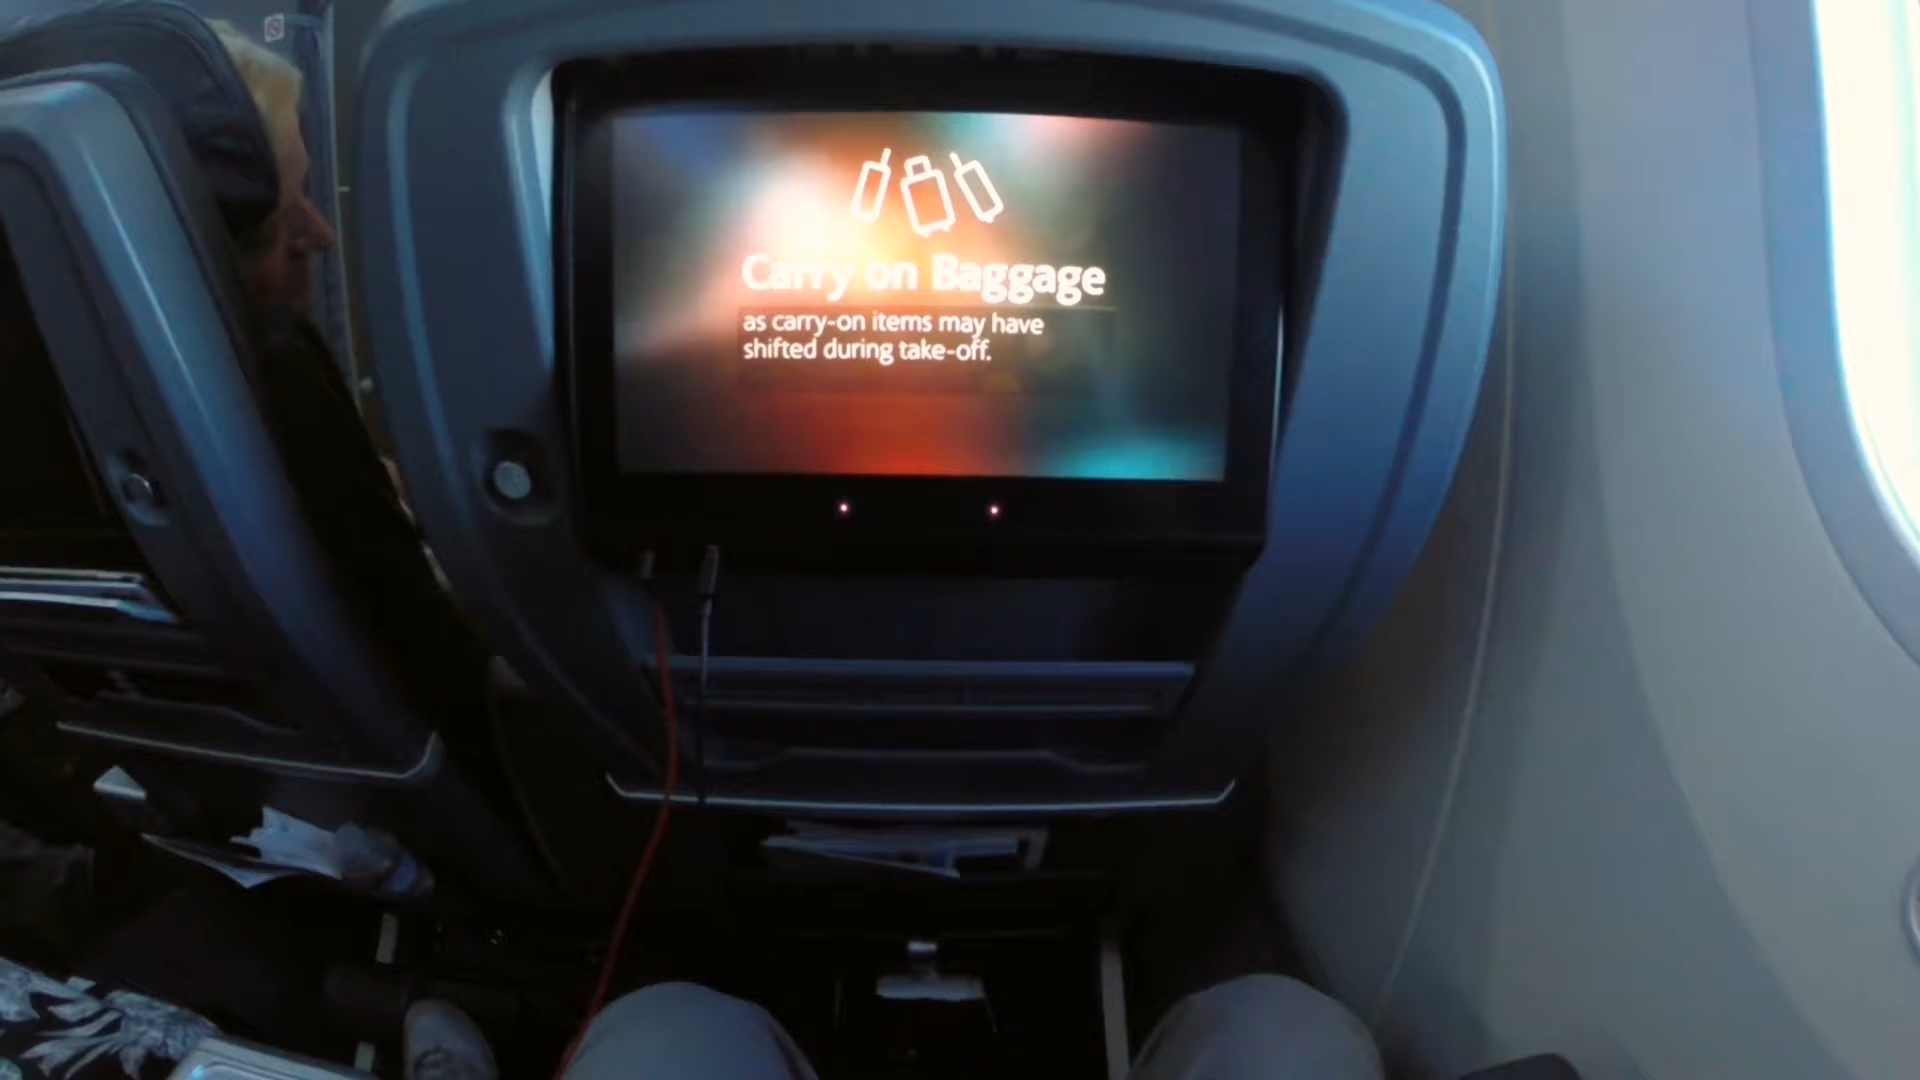 Carry on Baggage
as carry-on items may have
shifted during take-off.